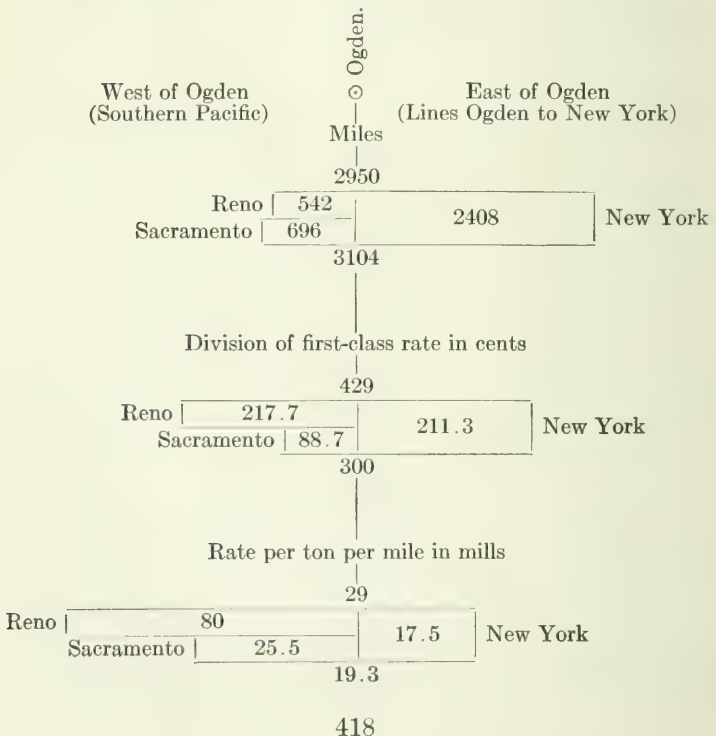 Ogden.
West of Ogden
(Southern Pacific)
East of Ogden
(Lines Ogden to New York)
Miles
2950
Reno 542
Sacramento 696
2408 New York
3104
Division of first-class rate in cents
429
Reno 217.7
Sacramento 88.7
211.3 New York
300
Rate per ton per mile in mills
29
Reno 80
Sacramento 25.5
17.5 New York
19.3
418